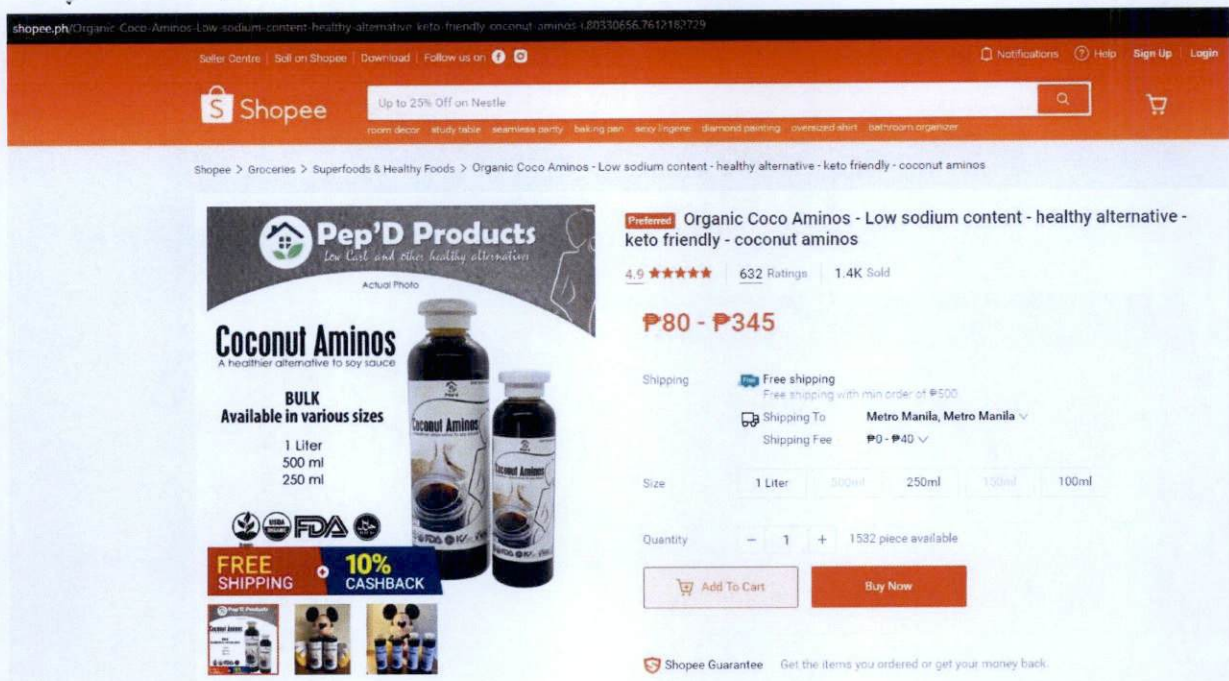 shopee.ph/Organic-Coco-Aminos-Low-sodium-content-healthy-alternative-keto-friendly-coconut-aminos-i.80330656.7612182729
Seller Centre | Sell on Shopee | Download | Follow us on
Notifications Help Sign Up | Login
Shopee
Up to 25% Off on Nestle
room decor study table seamless panty baking pan sexy lingerie diamond painting oversized shirt bathroom organizer
Shopee > Groceries > Superfoods & Healthy Foods > Organic Coco Aminos - Low sodium content - healthy alternative - keto friendly - coconut aminos
Pep'D Products
Low Carb and other healthy alternatives
Actual Photo
Coconut Aminos
A healthier alternative to soy sauce
BULK
Available in various sizes
1 Liter
500 ml
250 ml
USDA ORGANIC FDA
Coconut Aminos
Coconut Aminos
FREE SHIPPING + 10% CASHBACK
Preferred Organic Coco Aminos - Low sodium content - healthy alternative -
keto friendly - coconut aminos
4.9 632 Ratings 1.4K Sold
₱80 - ₱345
Shipping Free shipping
Free shipping with min order of ₱500
Shipping To Metro Manila, Metro Manila
Shipping Fee ₱0 - ₱40
Size 1 Liter 500ml 250ml 150ml 100ml
Quantity - 1 + 1532 piece available
Add To Cart Buy Now
Shopee Guarantee Get the items you ordered or get your money back.